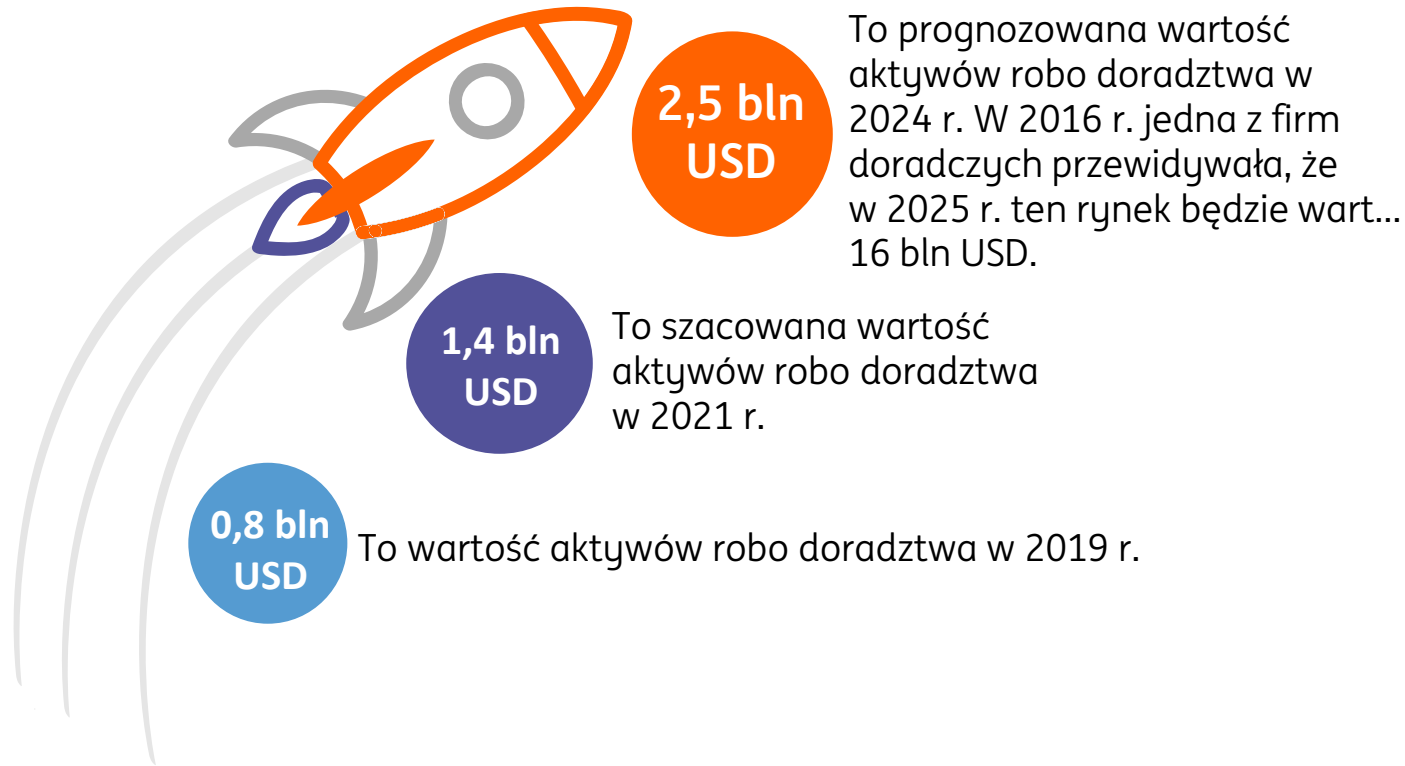 2,5 bln
USD
To prognozowana wartość
aktywów robo doradztwa w
2024 r. W 2016 r. jedna z firm
doradczych przewidywała, że
w 2025 r. ten rynek będzie wart...
16 bln USD.
1,4 bln
USD
To szacowana wartość
aktywów robo doradztwa
w 2021 r.
0,8 bln
USD
To wartość aktywów robo doradztwa w 2019 r.